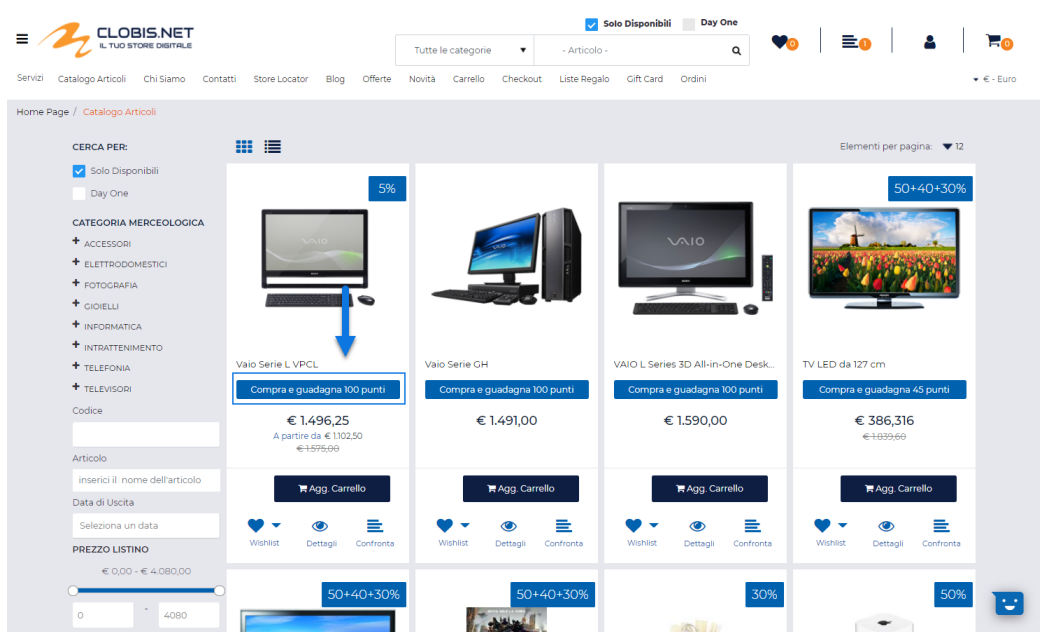 CLOBIS.NET
IL TUO STORE DIGITALE
Solo Disponibili Day One
Tutte le categorie ▼ - Articolo -
0 1 0
Servizi Catalogo Articoli Chi Siamo Contatti Store Locator Blog Offerte Novità Carrello Checkout Liste Regalo Gift Card Ordini € - Euro
Home Page / Catalogo Articoli
CERCA PER:
Solo Disponibili
Day One
CATEGORIA MERCEOLOGICA
+ ACCESSORI
+ ELETTRODOMESTICI
+ FOTOGRAFIA
+ GIOIELLI
+ INFORMATICA
+ INTRATTENIMENTO
+ TELEFONIA
+ TELEVISORI
Codice
Articolo
inserici il nome dell'articolo
Data di Uscita
Seleziona un data
PREZZO LISTINO
€ 0,00 - € 4.080,00
0 - 4080
Elementi per pagina: 12
5%
VAIO
Vaio Serie L VPCL
Compra e guadagna 100 punti
€ 1.496,25
A partire da € 1.102,50
€ 1.575,00
Agg. Carrello
Wishlist Dettagli Confronta
Vaio Serie GH
Compra e guadagna 100 punti
€ 1.491,00
Agg. Carrello
Wishlist Dettagli Confronta
VAIO
VAIO L Series 3D All-in-One Desk...
Compra e guadagna 100 punti
€ 1.590,00
Agg. Carrello
Wishlist Dettagli Confronta
50+40+30%
TV LED da 127 cm
Compra e guadagna 45 punti
€ 386,316
€ 1.839,60
Agg. Carrello
Wishlist Dettagli Confronta
50+40+30%
50+40+30%
30%
50%